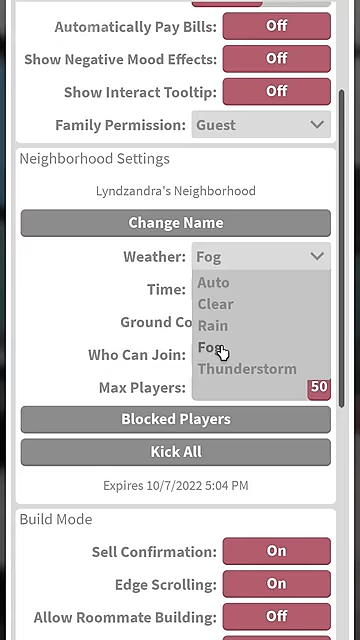 Automatically Pay Bills: Off
Show Negative Mood Effects: Off
Show Interact Tooltip: Off
Family Permission: Guest
Neighborhood Settings
Lyndzandra's Neighborhood
Change Name
Weather: Fog
Auto
Time:
Clear
Ground Co
Rain
Fog
Who Can Join:
Thunderstorm
Max Players: 50
Blocked Players
Kick All
Expires 10/7/2022 5:04 PM
Build Mode
Sell Confirmation: On
Edge Scrolling: On
Allow Roommate Building: Off